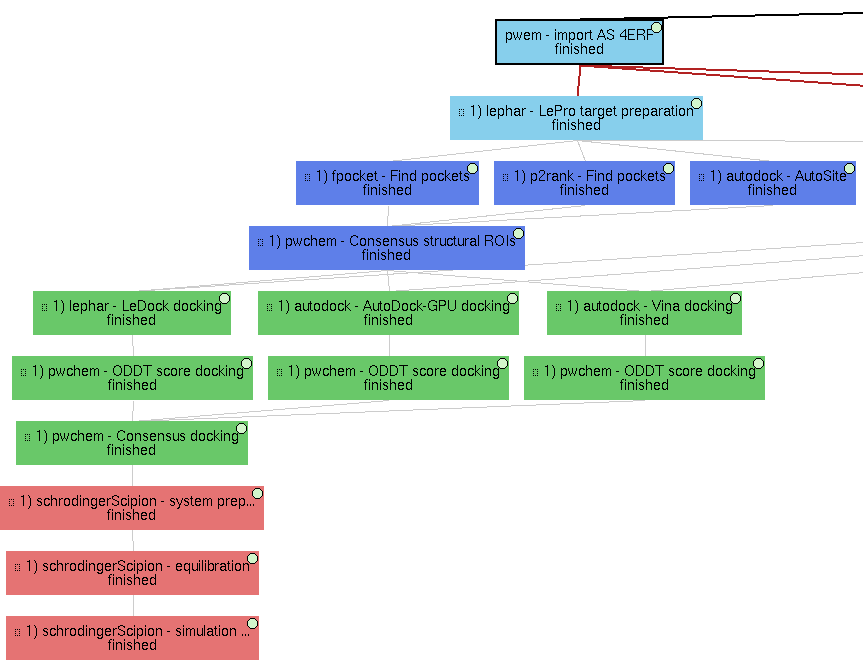 pwem - import AS 4ERF
finished
1) lephar - LePro target preparation
finished
1) fpocket - Find pockets
finished
1) p2rank - Find pockets
finished
1) autodock - AutoSite
finished
1) pwchem - Consensus structural ROIs
finished
1) lephar - LeDock docking
finished
1) autodock - AutoDock-GPU docking
finished
1) autodock - Vina docking
finished
1) pwchem - ODDT score docking
finished
1) pwchem - ODDT score docking
finished
1) pwchem - ODDT score docking
finished
1) pwchem - Consensus docking
finished
1) schrodingerScipion - system prep...
finished
1) schrodingerScipion - equilibration
finished
1) schrodingerScipion - simulation ...
finished